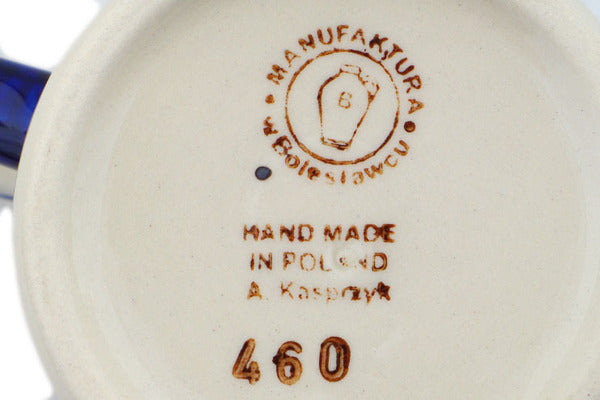 MANUFAKTURA
B
w Bolesławcu
HAND MADE
IN POLAND
A. Kasprzyk
460